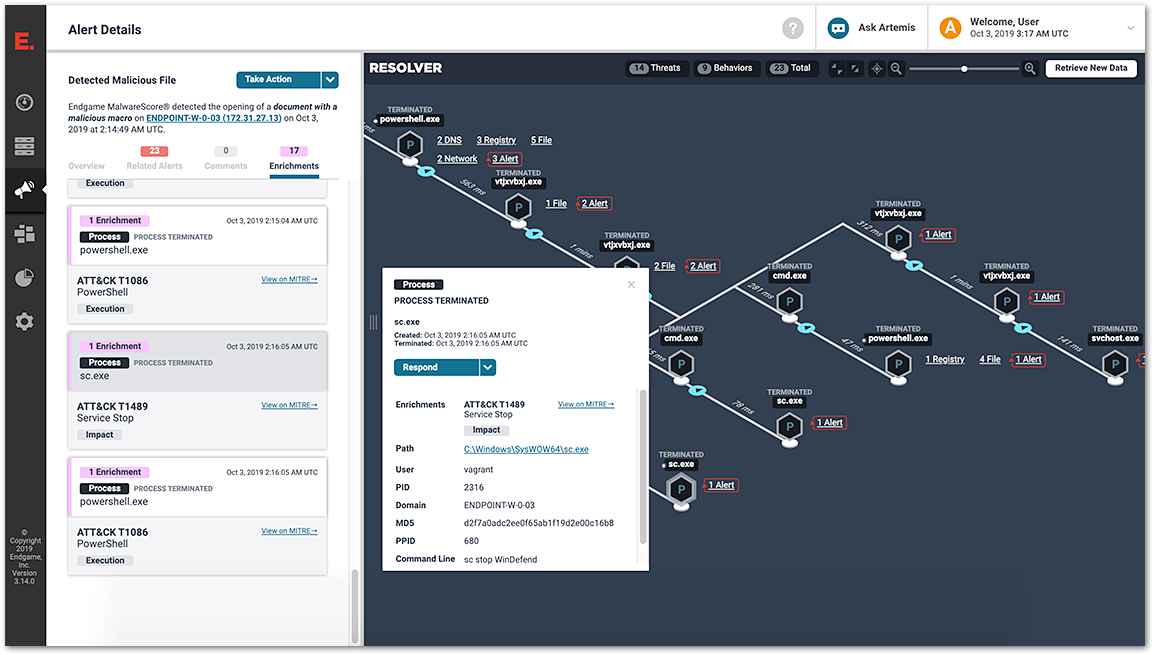 E.
Alert Details
?
Ask Artemis
A
Welcome, User
Oct 3, 2019 3:17 AM UTC
Detected Malicious File
Take Action
Endgame MalwareScore® detected the opening of a document with a
malicious macro on ENDPOINT-W-0-03 (172.31.27.13) on Oct 3,
2019 at 2:14:49 AM UTC.
23
0
17
Overview
Related Alerts
Comments
Enrichments
Execution
1 Enrichment
Oct 3, 2019 2:15:04 AM UTC
Process
PROCESS TERMINATED
powershell.exe
ATT&CK T1086
View on MITRE→
PowerShell
Execution
1 Enrichment
Oct 3, 2019 2:16:05 AM UTC
Process
PROCESS TERMINATED
sc.exe
ATT&CK T1489
View on MITRE→
Service Stop
Impact
1 Enrichment
Oct 3, 2019 2:16:05 AM UTC
Process
PROCESS TERMINATED
powershell.exe
ATT&CK T1086
View on MITRE→
PowerShell
Execution
©
Copyright
2019
Endgame,
Inc.
Version
3.14.0
RESOLVER
14 Threats
9 Behaviors
23 Total
Retrieve New Data
TERMINATED
powershell.exe
ms
P
2 DNS
3 Registry
5 File
2 Network
3 Alert
563 ms
TERMINATED
vtjxvbxj.exe
P
1 File
2 Alert
1 mins
TERMINATED
vtjxvbxj.exe
P
2 File
2 Alert
TERMINATED
vtjxvbxj.exe
312 ms
P
1 Alert
1 mins
TERMINATED
vtjxvbxj.exe
P
1 Alert
141 ms
TERMINATED
svchost.exe
P
TERMINATED
cmd.exe
281 ms
P
47 ms
TERMINATED
powershell.exe
P
1 Registry
4 File
1 Alert
TERMINATED
cmd.exe
P
78 ms
TERMINATED
sc.exe
P
1 Alert
TERMINATED
sc.exe
P
1 Alert
Process
PROCESS TERMINATED
sc.exe
Created: Oct 3, 2019 2:16:05 AM UTC
Terminated: Oct 3, 2019 2:16:05 AM UTC
Respond
Enrichments
ATT&CK T1489
View on MITRE→
Service Stop
Impact
Path
C:\Windows\SysWOW64\sc.exe
User
vagrant
PID
2316
Domain
ENDPOINT-W-0-03
MD5
d2f7a0adc2ee0f65ab1f19d2e00c16b8
PPID
680
Command Line
sc stop WinDefend